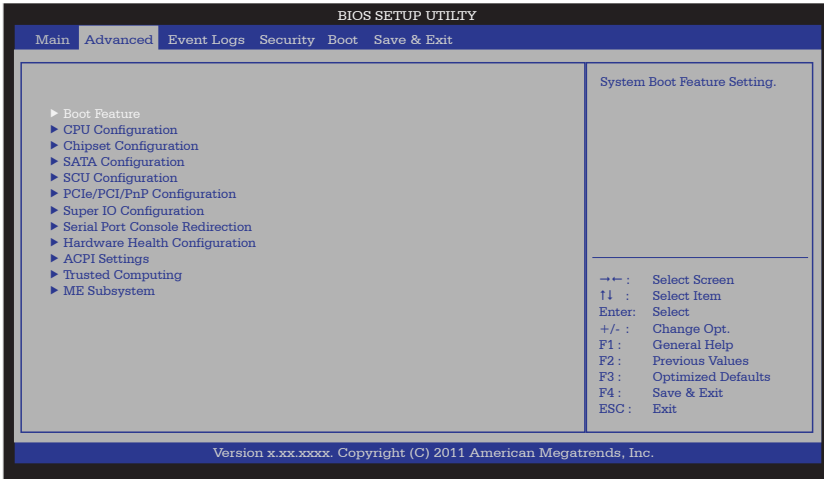 BIOS SETUP UTILTY
Main Advanced Event Logs Security Boot Save & Exit
▶ Boot Feature
▶ CPU Configuration
▶ Chipset Configuration
▶ SATA Configuration
▶ SCU Configuration
▶ PCIe/PCI/PnP Configuration
▶ Super IO Configuration
▶ Serial Port Console Redirection
▶ Hardware Health Configuration
▶ ACPI Settings
▶ Trusted Computing
▶ ME Subsystem
System Boot Feature Setting.
→← : Select Screen
↑↓ : Select Item
Enter: Select
+/- : Change Opt.
F1 : General Help
F2 : Previous Values
F3 : Optimized Defaults
F4 : Save & Exit
ESC : Exit
Version x.xx.xxxx. Copyright (C) 2011 American Megatrends, Inc.